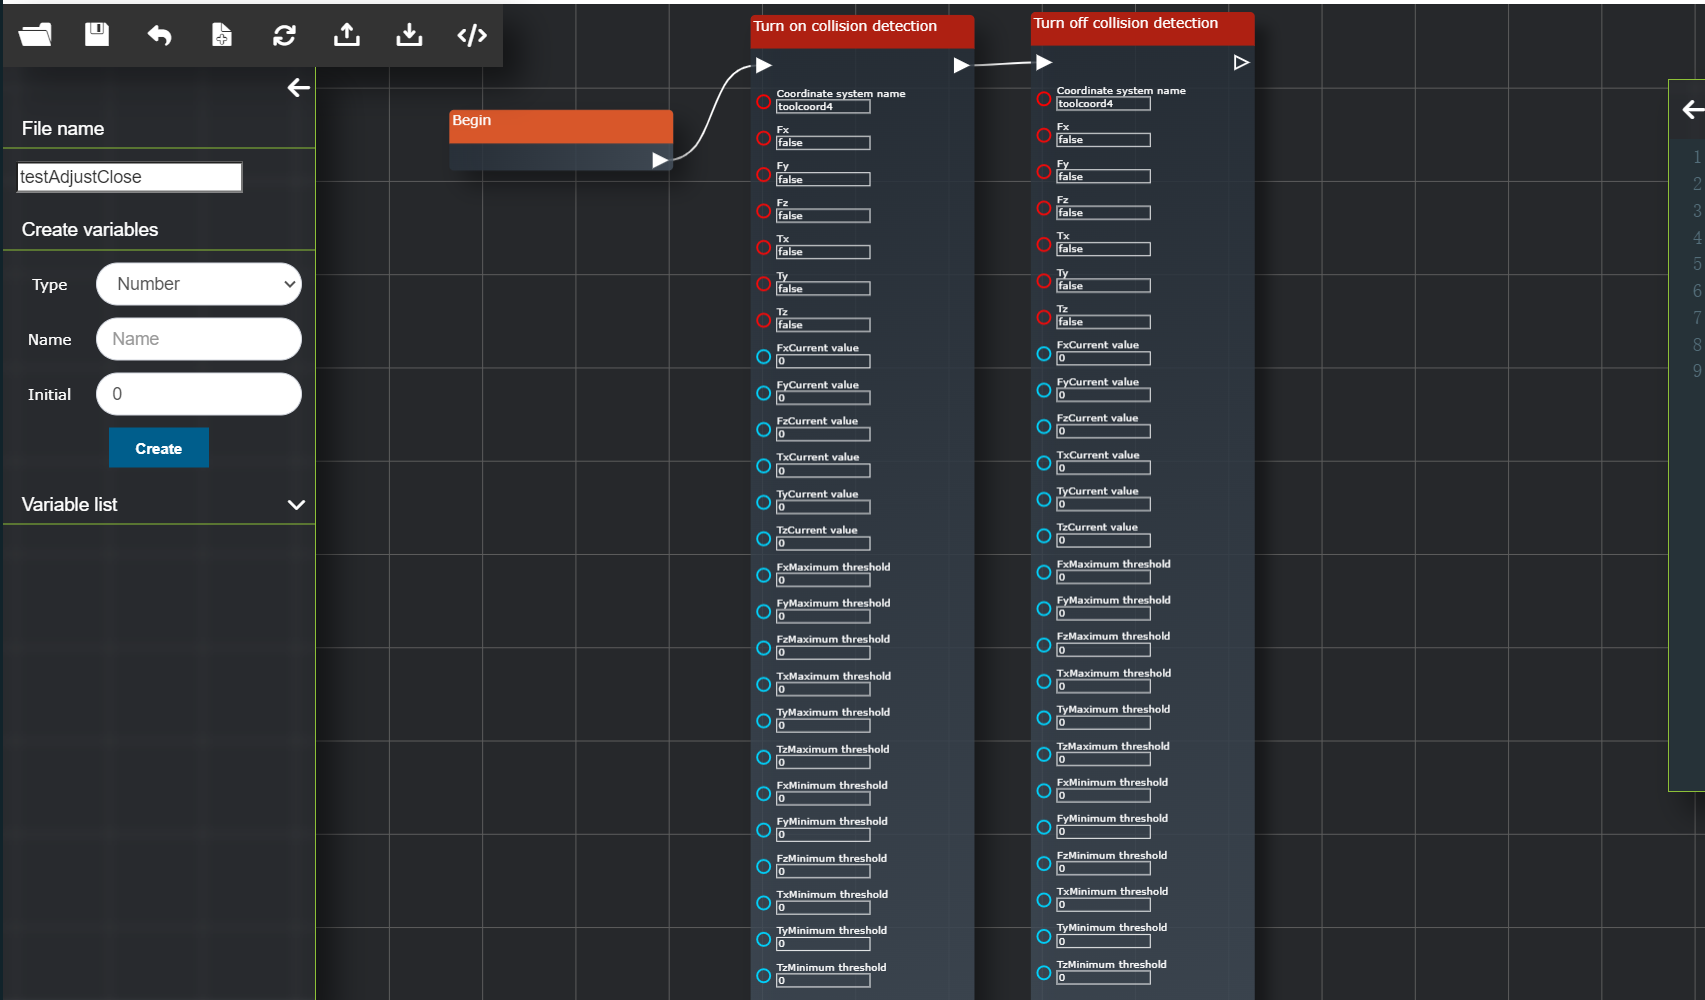 File name
testAdjustClose
Create variables
Type
Number
Name
Name
Initial
0
Create
Variable list
Begin
Turn on collision detection
Coordinate system name
toolcoord4
Fx
false
Fy
false
Fz
false
Tx
false
Ty
false
Tz
false
FxCurrent value
0
FyCurrent value
0
FzCurrent value
0
TxCurrent value
0
TyCurrent value
0
TzCurrent value
0
FxMaximum threshold
0
FyMaximum threshold
0
FzMaximum threshold
0
TxMaximum threshold
0
TyMaximum threshold
0
TzMaximum threshold
0
FxMinimum threshold
0
FyMinimum threshold
0
FzMinimum threshold
0
TxMinimum threshold
0
TyMinimum threshold
0
TzMinimum threshold
0
Turn off collision detection
Coordinate system name
toolcoord4
Fx
false
Fy
false
Fz
false
Tx
false
Ty
false
Tz
false
FxCurrent value
0
FyCurrent value
0
FzCurrent value
0
TxCurrent value
0
TyCurrent value
0
TzCurrent value
0
FxMaximum threshold
0
FyMaximum threshold
0
FzMaximum threshold
0
TxMaximum threshold
0
TyMaximum threshold
0
TzMaximum threshold
0
FxMinimum threshold
0
FyMinimum threshold
0
FzMinimum threshold
0
TxMinimum threshold
0
TyMinimum threshold
0
TzMinimum threshold
0
1
2
3
4
5
6
7
8
9